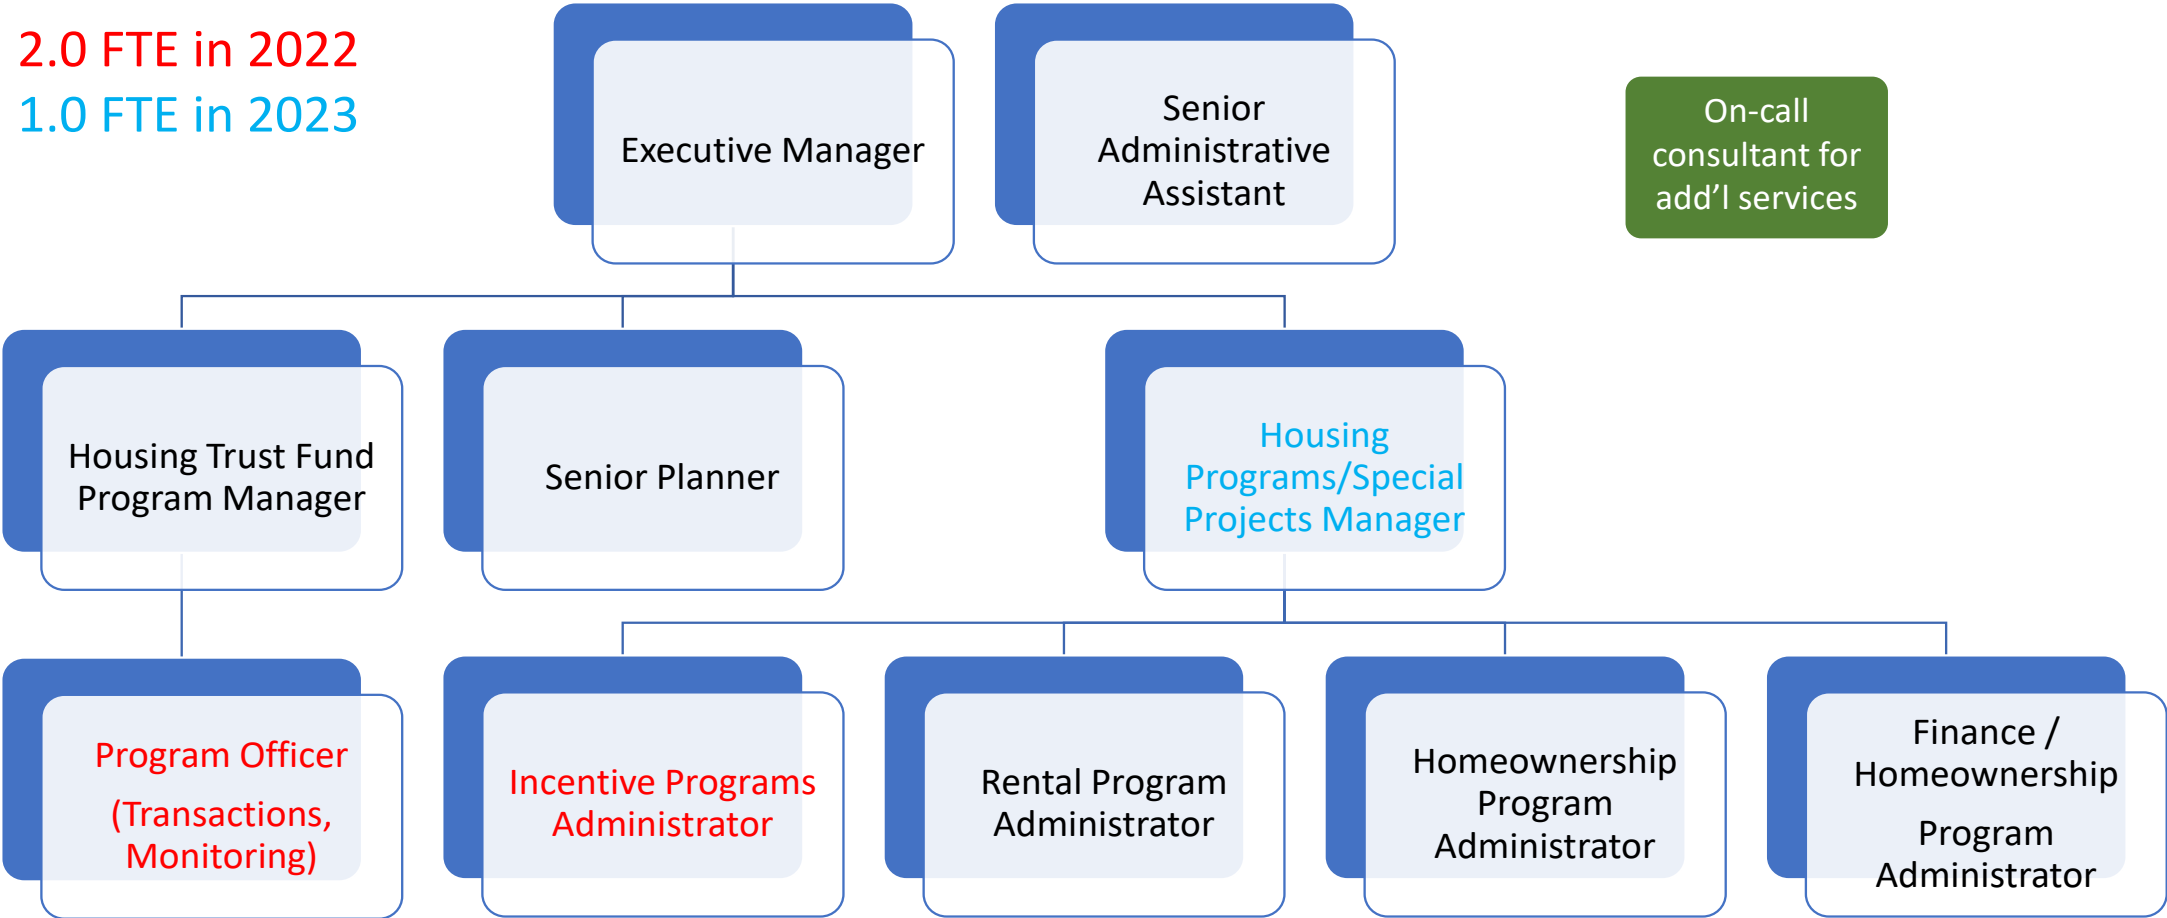 2.0 FTE in 2022
1.0 FTE in 2023
Executive Manager
Senior
Administrative
Assistant
On-call
consultant for
add’l services
Housing Trust Fund
Program Manager
Senior Planner
Housing
Programs/Special
Projects Manager
Program Officer
(Transactions,
Monitoring)
Incentive Programs
Administrator
Rental Program
Administrator
Homeownership
Program
Administrator
Finance /
Homeownership
Program
Administrator